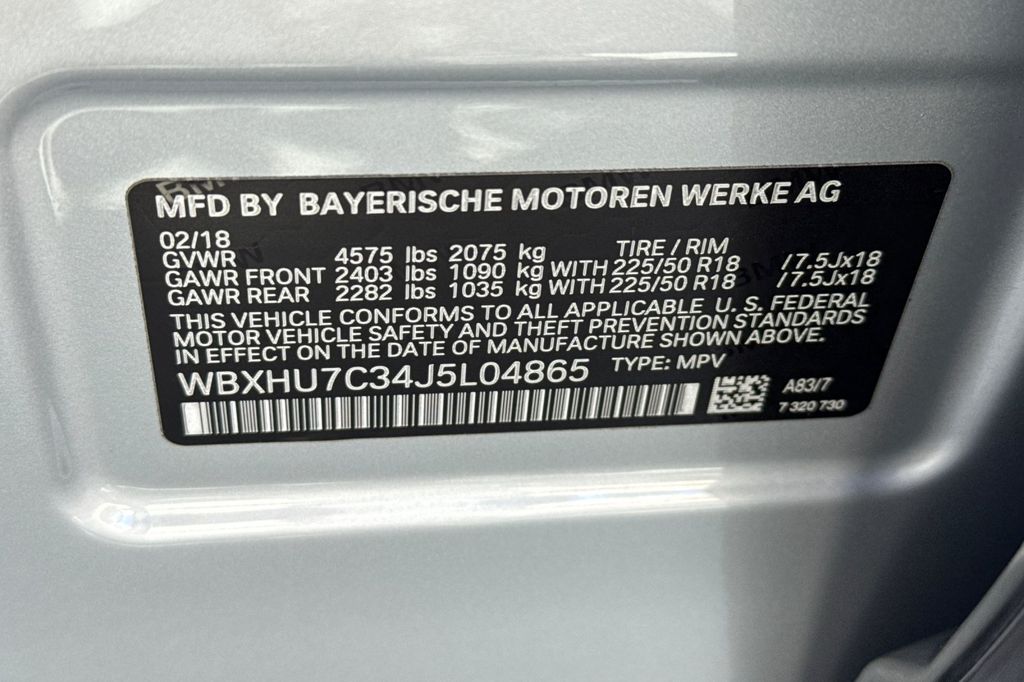 MFD BY BAYERISCHE MOTOREN WERKE AG
02/18
GVWR 4575 lbs 2075 kg TIRE / RIM
GAWR FRONT 2403 lbs 1090 kg WITH 225/50 R18 /7.5Jx18
GAWR REAR 2282 lbs 1035 kg WITH 225/50 R18 /7.5Jx18
THIS VEHICLE CONFORMS TO ALL APPLICABLE U. S. FEDERAL
MOTOR VEHICLE SAFETY AND THEFT PREVENTION STANDARDS
IN EFFECT ON THE DATE OF MANUFACTURE SHOWN ABOVE.
WBXHU7C34J5L04865 TYPE: MPV
A83/7
7 320 730